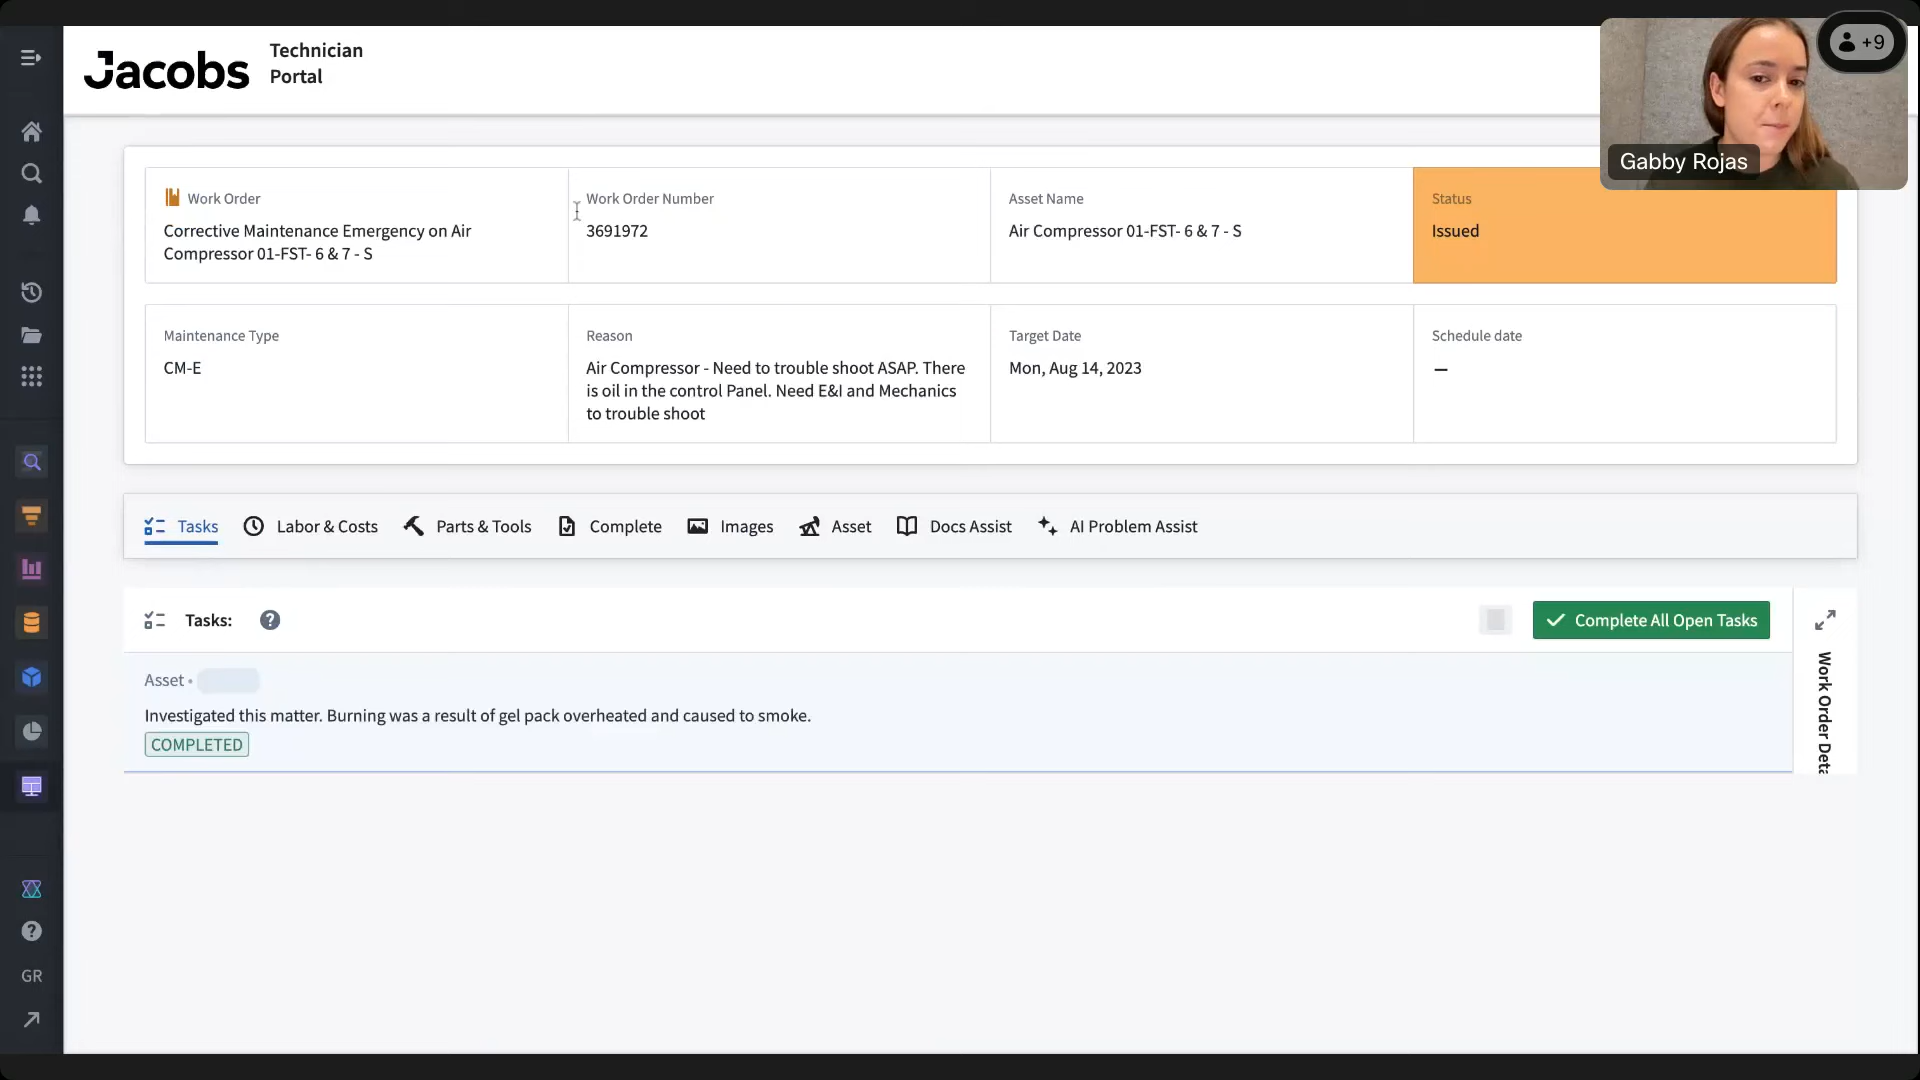 Jacobs
Technician
Portal
+9
Gabby Rojas
Work Order
Corrective Maintenance Emergency on Air
Compressor 01-FST- 6 & 7 - S
Work Order Number
3691972
Asset Name
Air Compressor 01-FST- 6 & 7 - S
Status
Issued
Maintenance Type
CM-E
Reason
Air Compressor - Need to trouble shoot ASAP. There
is oil in the control Panel. Need E&I and Mechanics
to trouble shoot
Target Date
Mon, Aug 14, 2023
Schedule date
—
Tasks
Labor & Costs
Parts & Tools
Complete
Images
Asset
Docs Assist
AI Problem Assist
Tasks:
Complete All Open Tasks
Asset •
Investigated this matter. Burning was a result of gel pack overheated and caused to smoke.
COMPLETED
Work Order Deta
GR